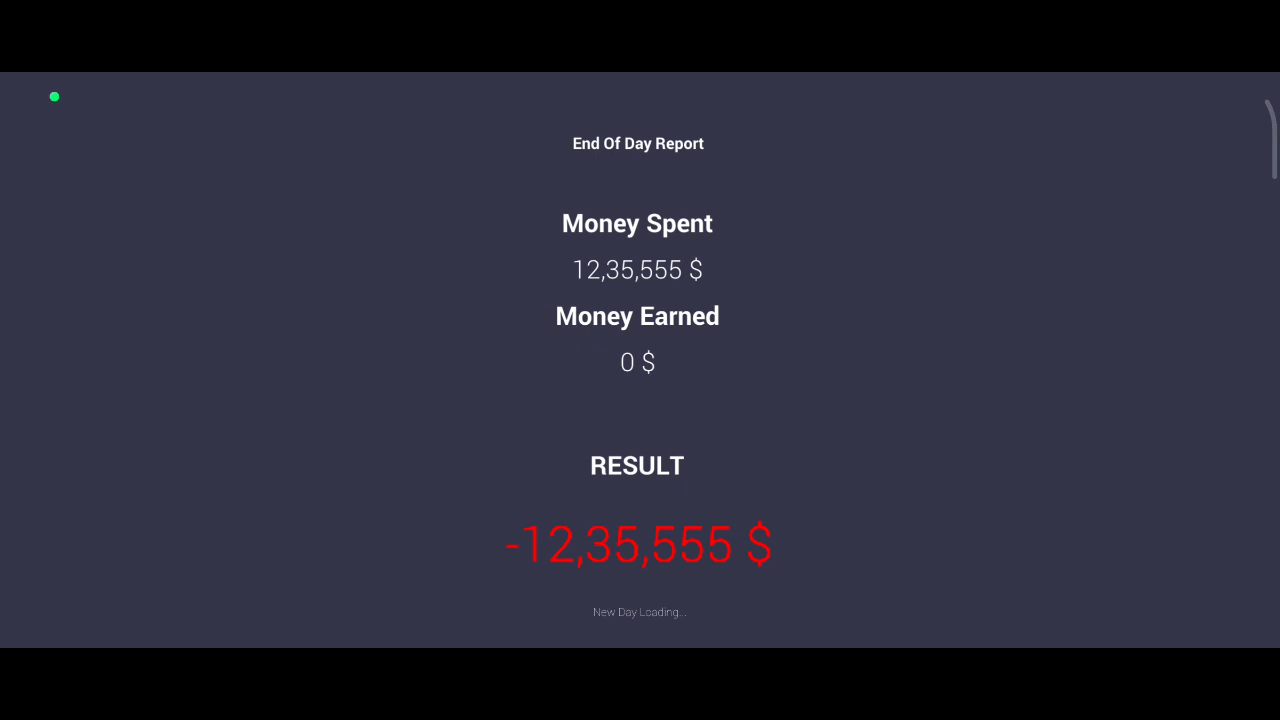 End Of Day Report
Money Spent
12,35,555 $
Money Earned
0 $
RESULT
-12,35,555 $
New Day Loading...